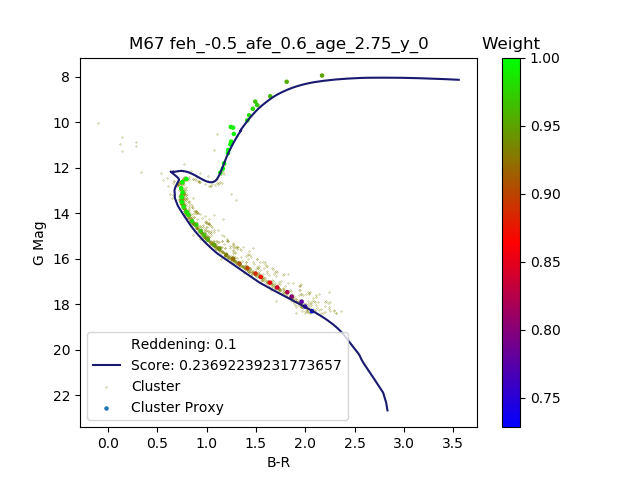 M67 feh_-0.5_afe_0.6_age_2.75_y_0
Weight
8
10
12
14
16
18
20
22
G Mag
0.0 0.5 1.0 1.5 2.0 2.5 3.0 3.5
B-R
Reddening: 0.1
Score: 0.23692239231773657
Cluster
Cluster Proxy
1.00
0.95
0.90
0.85
0.80
0.75